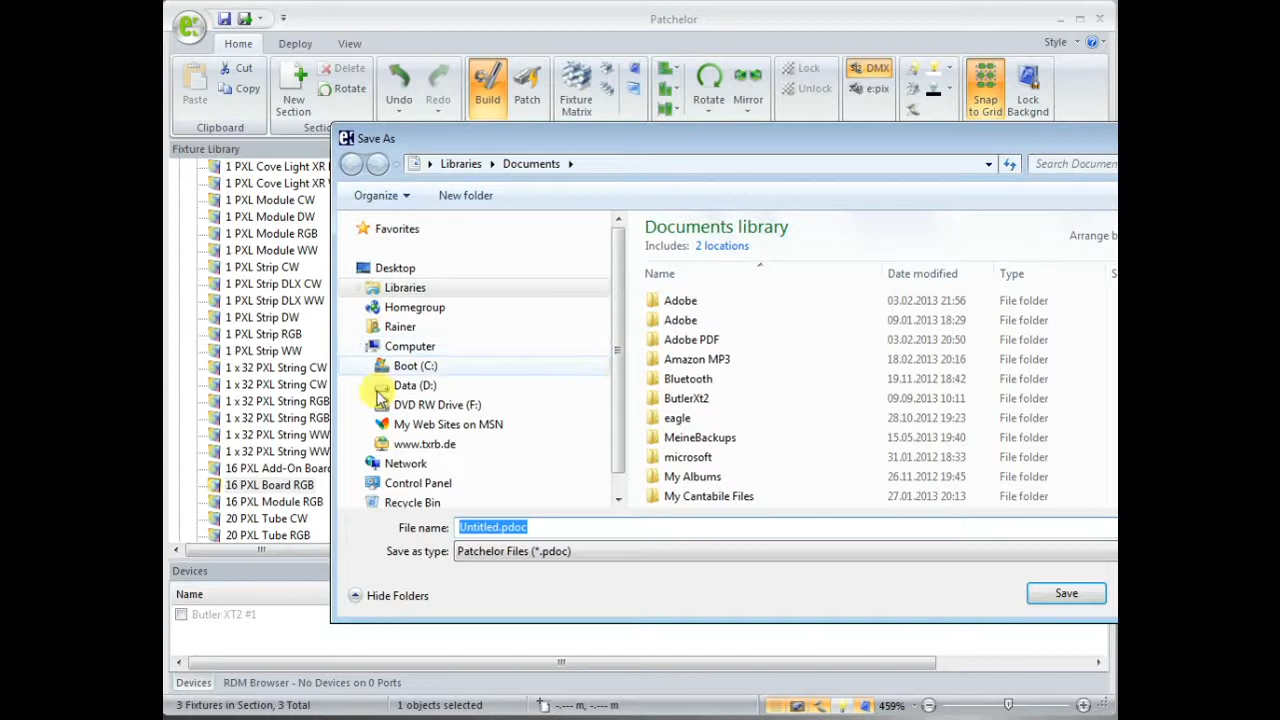 Patchelor
Home Deploy View Style
Paste Cut Copy
New Section Delete Rotate
Undo Redo
Build Patch
Fixture Matrix
Rotate Mirror
Lock Unlock
DMX e:pix
Snap to Grid Lock Backgnd
Clipboard Secti
Fixture Library
1 PXL Cove Light XR
1 PXL Cove Light XR
1 PXL Module CW
1 PXL Module DW
1 PXL Module RGB
1 PXL Module WW
1 PXL Strip CW
1 PXL Strip DLX CW
1 PXL Strip DLX WW
1 PXL Strip DW
1 PXL Strip RGB
1 PXL Strip WW
1 x 32 PXL String CW
1 x 32 PXL String CW
1 x 32 PXL String RGB
1 x 32 PXL String RGB
1 x 32 PXL String WW
1 x 32 PXL String WW
16 PXL Add-On Board
16 PXL Board RGB
16 PXL Module RGB
20 PXL Tube CW
20 PXL Tube RGB
Save As
Libraries Documents Search Documen
Organize New folder
Favorites
Desktop
Libraries
Homegroup
Rainer
Computer
Boot (C:)
Data (D:)
DVD RW Drive (F:)
My Web Sites on MSN
www.txrb.de
Network
Control Panel
Recycle Bin
Documents library
Includes: 2 locations
Arrange b
Name Date modified Type S
Adobe 03.02.2013 21:56 File folder
Adobe 09.01.2013 18:29 File folder
Adobe PDF 03.02.2013 20:50 File folder
Amazon MP3 18.02.2013 20:16 File folder
Bluetooth 19.11.2012 18:42 File folder
ButlerXt2 09.09.2013 10:11 File folder
eagle 28.10.2012 19:23 File folder
MeineBackups 15.05.2013 19:40 File folder
microsoft 31.01.2012 18:33 File folder
My Albums 26.11.2012 19:45 File folder
My Cantabile Files 27.01.2013 20:13 File folder
File name: Untitled.pdoc
Save as type: Patchelor Files (*.pdoc)
Hide Folders Save
Devices
Name
Butler XT2 #1
Devices RDM Browser - No Devices on 0 Ports
3 Fixtures in Section, 3 Total 1 objects selected -.--- m, -.--- m 459%